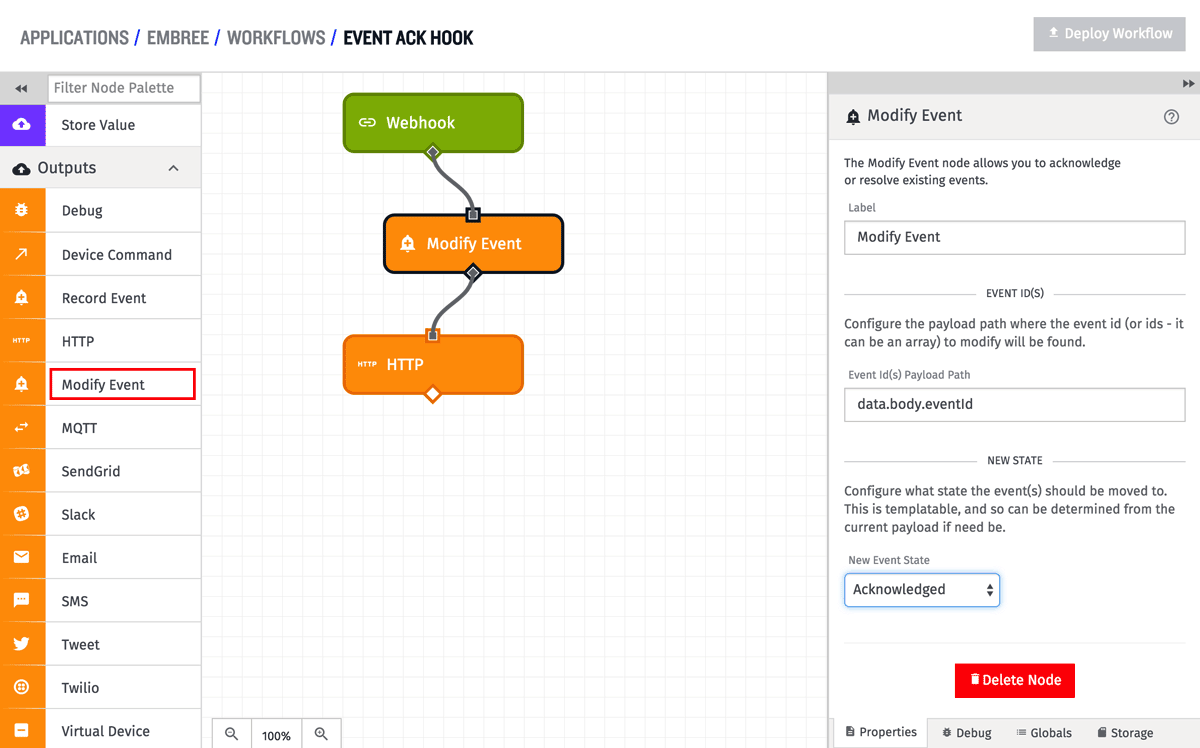 APPLICATIONS / EMBREE / WORKFLOWS / EVENT ACK HOOK
Deploy Workflow
Filter Node Palette
Store Value
Outputs
Debug
Device Command
Record Event
HTTP HTTP
Modify Event
MQTT
SendGrid
Slack
Email
SMS
Tweet
Twilio
Virtual Device
Webhook
Modify Event
HTTP HTTP
100%
Modify Event
The Modify Event node allows you to acknowledge
or resolve existing events.
Label
Modify Event
EVENT ID(S)
Configure the payload path where the event id (or ids - it
can be an array) to modify will be found.
Event Id(s) Payload Path
data.body.eventId
NEW STATE
Configure what state the event(s) should be moved to.
This is templatable, and so can be determined from the
current payload if need be.
New Event State
Acknowledged
Delete Node
Properties
Debug
Globals
Storage